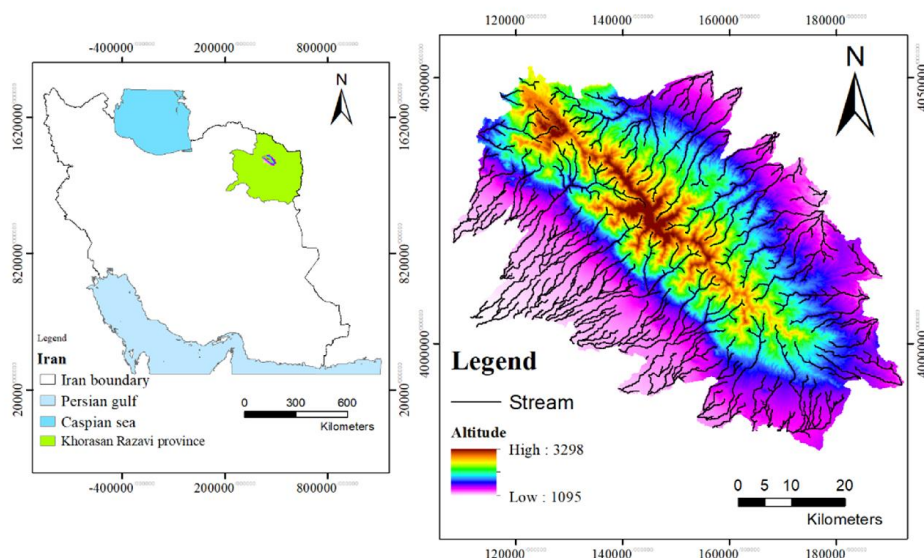 -400000 200000 800000
N
1620000
820000
20000
1620000
820000
20000
Legend
Iran
Iran boundary
Persian gulf
Caspian sea
Khorasan Razavi province
0 300 600
Kilometers
-400000 200000 800000
120000 140000 160000 180000
N
4050000
4000000
Legend
Stream
Altitude
High : 3298
Low : 1095
0 5 10 20
Kilometers
120000 140000 160000 180000